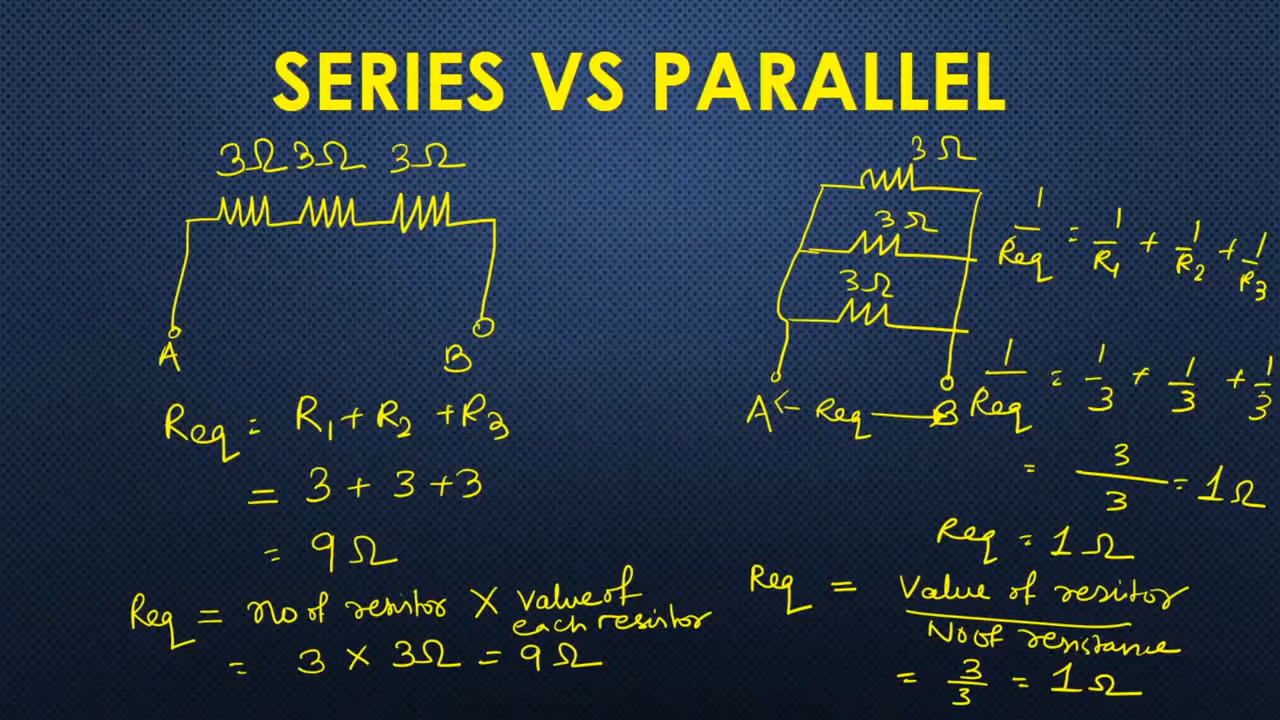 SERIES VS PARALLEL
3Ω 3Ω 3Ω
A B
Req = R₁ + R₂ + R₃
= 3 + 3 + 3
= 9Ω
Req = no of resistor × value of each resistor
= 3 × 3Ω = 9Ω
3Ω
3Ω
3Ω
A <- Req -> B
1/Req = 1/R₁ + 1/R₂ + 1/R₃
1/Req = 1/3 + 1/3 + 1/3
= 3/3 = 1Ω
Req = 1Ω
Req = Value of resitor / No of resistance
= 3/3 = 1Ω